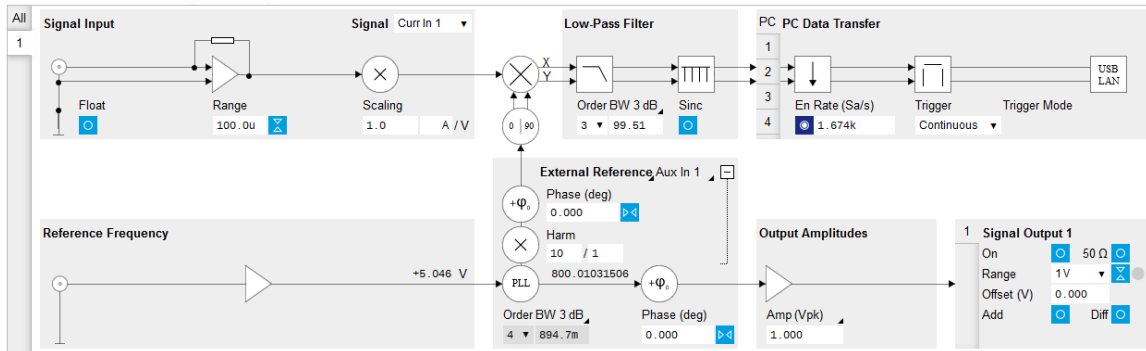 All
1
Signal Input
Signal Curr In 1 ▼
Float
Range
100.0u
Scaling
1.0 A / V
X
Y
0 | 90
Low-Pass Filter
Order BW 3 dB
3 ▼ 99.51
Sinc
PC
1
2
3
4
PC Data Transfer
En Rate (Sa/s)
1.674k
Trigger
Continuous ▼
Trigger Mode
USB
LAN
External Reference Aux In 1
+φ₀
Phase (deg)
0.000
Harm
10 / 1
Reference Frequency
+5.046 V
PLL
800.01031506
+φ₀
Order BW 3 dB
4 ▼ 894.7m
Phase (deg)
0.000
Output Amplitudes
Amp (Vpk)
1.000
1
Signal Output 1
On 50 Ω
Range 1V ▼
Offset (V) 0.000
Add Diff